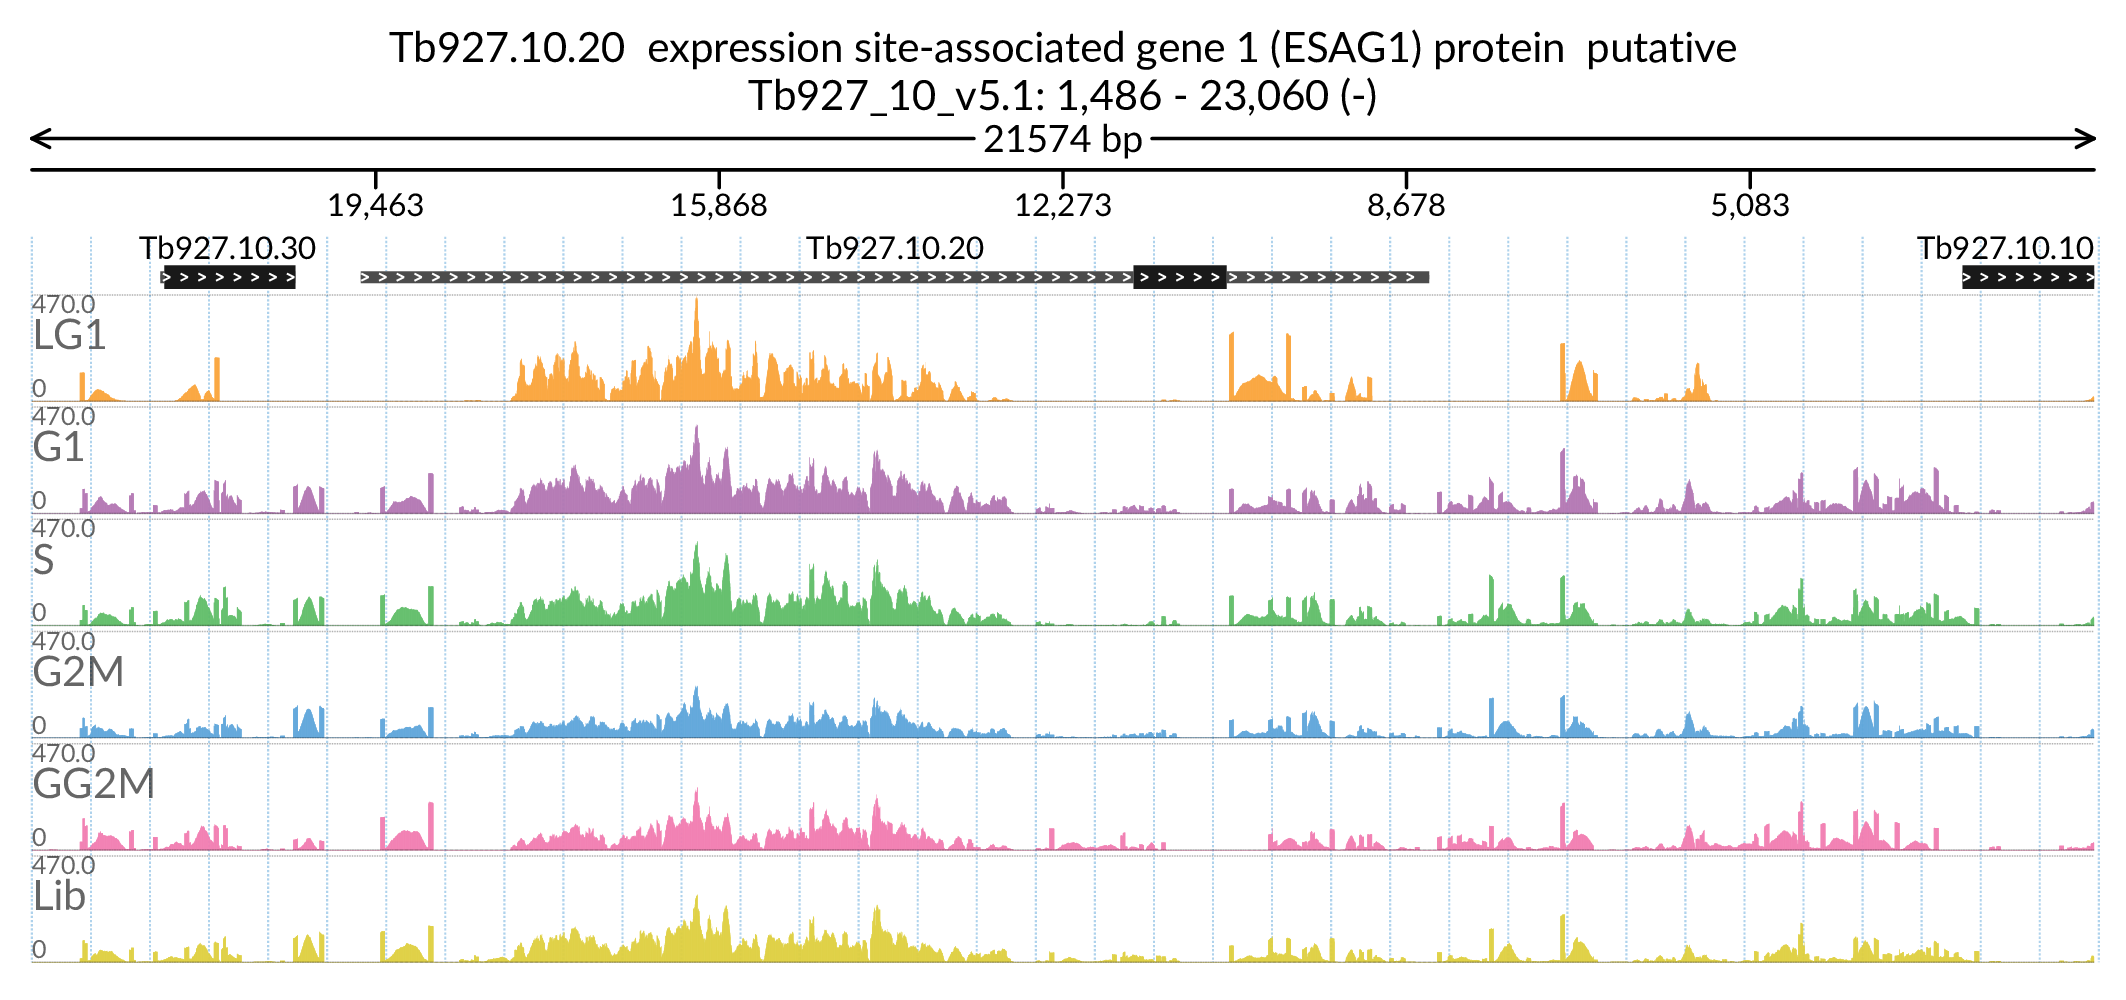 Tb927.10.20  expression site-associated gene 1 (ESAG1) protein  putative
Tb927_10_v5.1: 1,486 - 23,060 (-)
21574 bp
19,463 15,868 12,273 8,678 5,083
Tb927.10.30 Tb927.10.20 Tb927.10.10
470.0
LG1
0
470.0
G1
0
470.0
S
0
470.0
G2M
0
470.0
GG2M
0
470.0
Lib
0